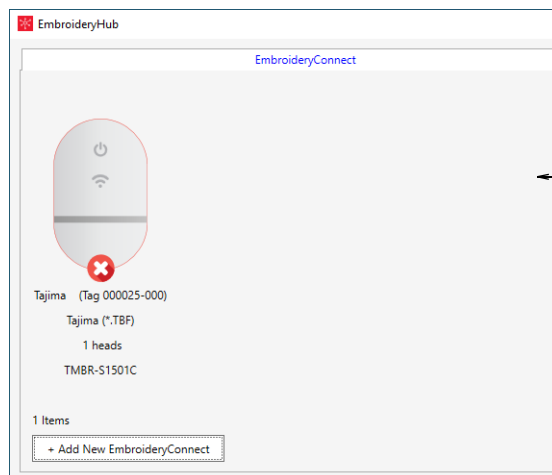 EmbroideryHub
EmbroideryConnect
Tajima (Tag 000025-000)
Tajima (*.TBF)
1 heads
TMBR-S1501C
1 Items
+ Add New EmbroideryConnect